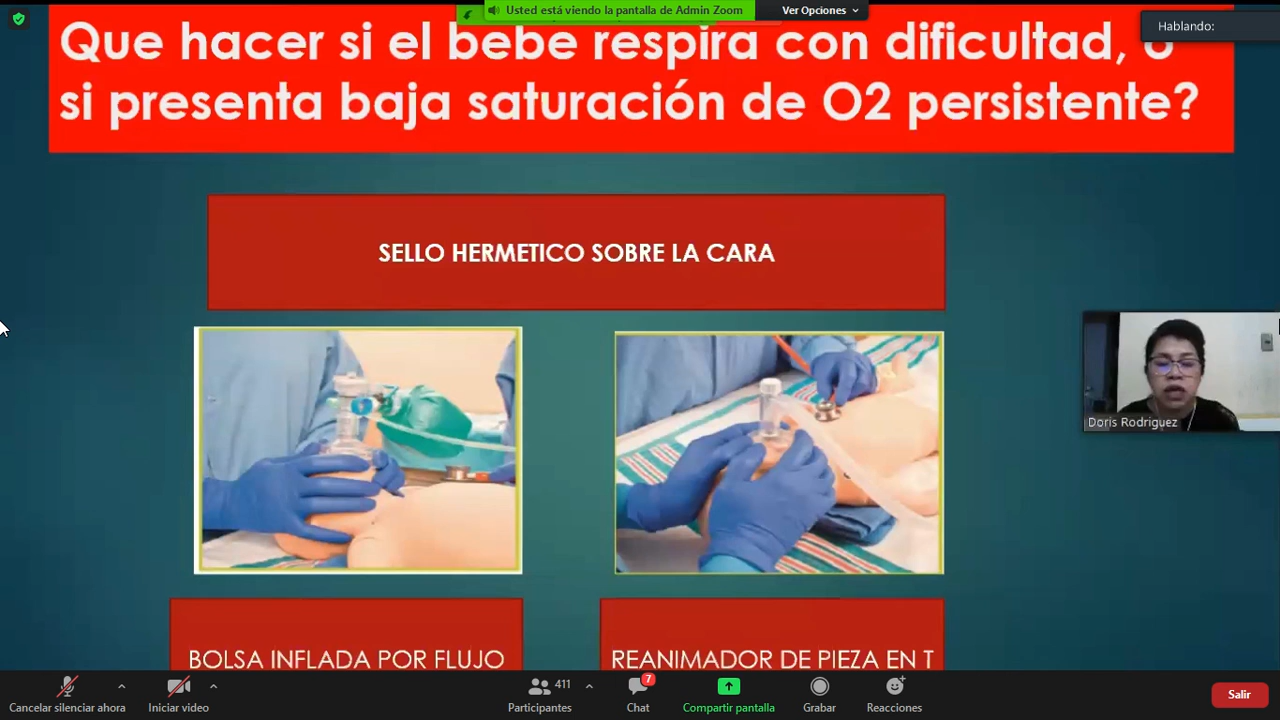 Usted está viendo la pantalla de Admin Zoom
Ver Opciones
Hablando:
Que hacer si el bebe respira con dificultad, o
si presenta baja saturación de O2 persistente?
SELLO HERMETICO SOBRE LA CARA
Doris Rodriguez
BOLSA INFLADA POR FLUJO
REANIMADOR DE PIEZA EN T
Cancelar silenciar ahora
Iniciar video
411
Participantes
7
Chat
Compartir pantalla
Grabar
Reacciones
Salir